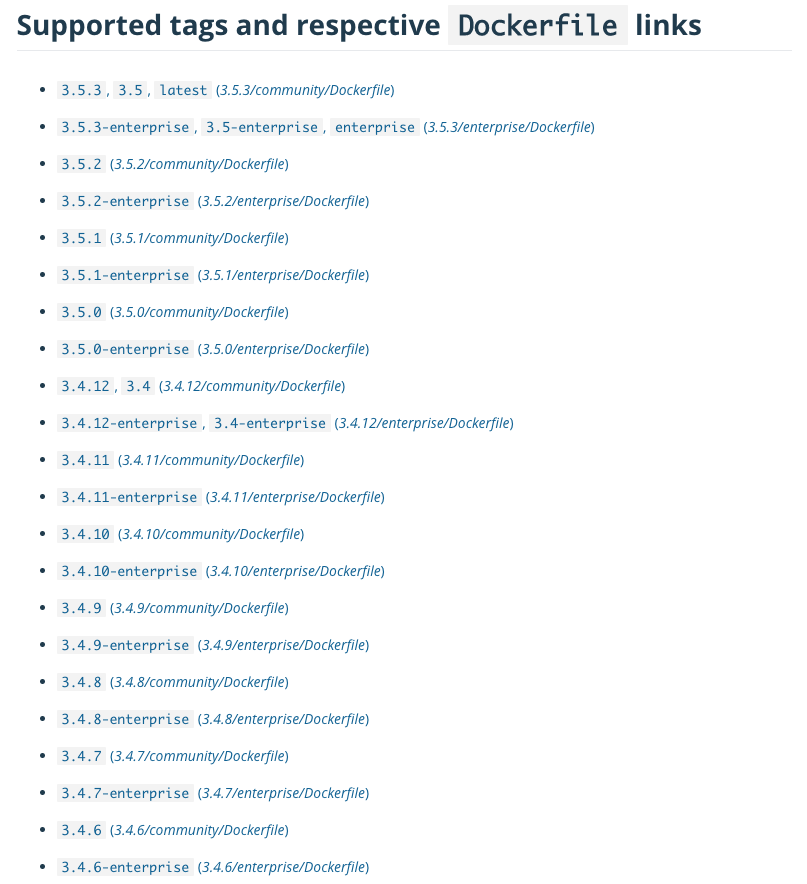 Supported tags and respective Dockerfile links
3.5.3, 3.5, latest (3.5.3/community/Dockerfile)
3.5.3-enterprise, 3.5-enterprise, enterprise (3.5.3/enterprise/Dockerfile)
3.5.2 (3.5.2/community/Dockerfile)
3.5.2-enterprise (3.5.2/enterprise/Dockerfile)
3.5.1 (3.5.1/community/Dockerfile)
3.5.1-enterprise (3.5.1/enterprise/Dockerfile)
3.5.0 (3.5.0/community/Dockerfile)
3.5.0-enterprise (3.5.0/enterprise/Dockerfile)
3.4.12, 3.4 (3.4.12/community/Dockerfile)
3.4.12-enterprise, 3.4-enterprise (3.4.12/enterprise/Dockerfile)
3.4.11 (3.4.11/community/Dockerfile)
3.4.11-enterprise (3.4.11/enterprise/Dockerfile)
3.4.10 (3.4.10/community/Dockerfile)
3.4.10-enterprise (3.4.10/enterprise/Dockerfile)
3.4.9 (3.4.9/community/Dockerfile)
3.4.9-enterprise (3.4.9/enterprise/Dockerfile)
3.4.8 (3.4.8/community/Dockerfile)
3.4.8-enterprise (3.4.8/enterprise/Dockerfile)
3.4.7 (3.4.7/community/Dockerfile)
3.4.7-enterprise (3.4.7/enterprise/Dockerfile)
3.4.6 (3.4.6/community/Dockerfile)
3.4.6-enterprise (3.4.6/enterprise/Dockerfile)